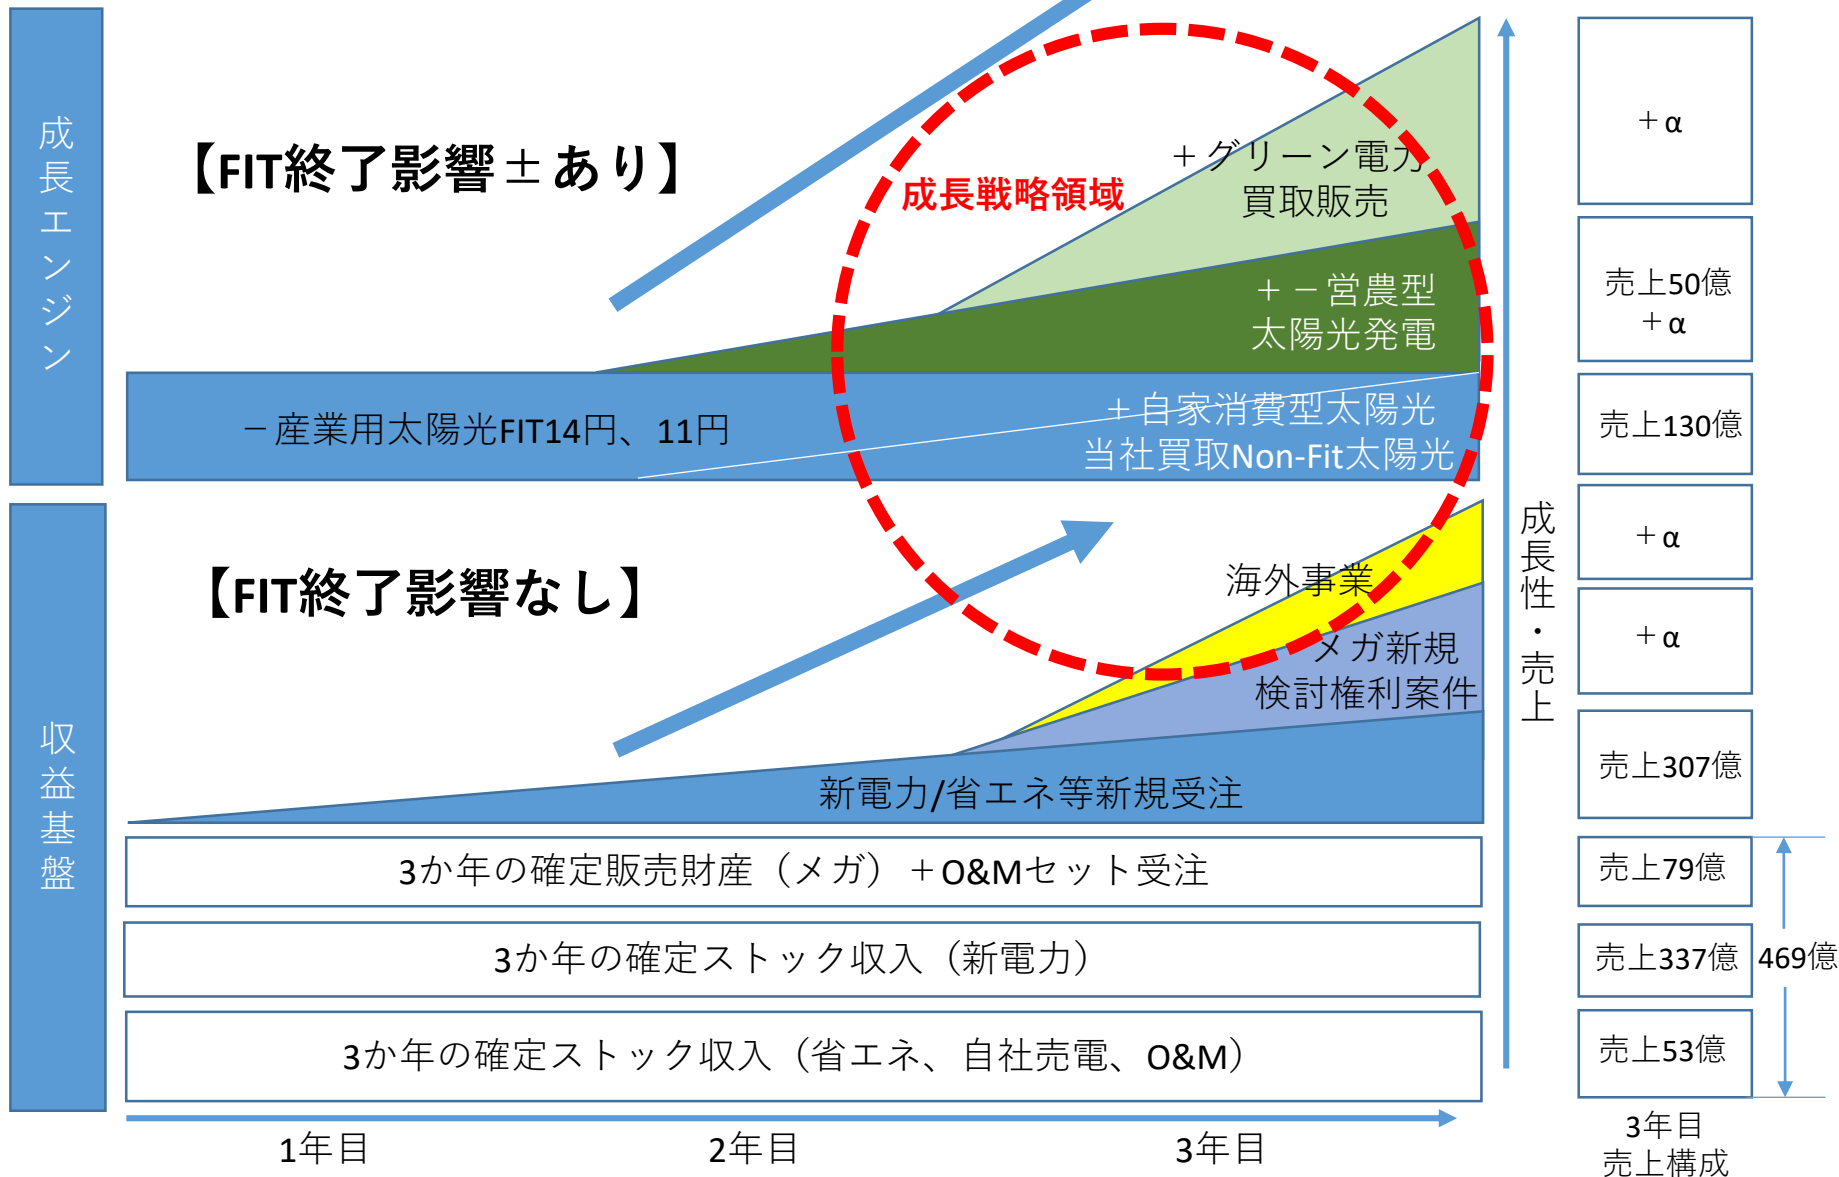 成長エンジン
【FIT終了影響±あり】
成長戦略領域
＋グリーン電力
買取販売
＋－営農型
太陽光発電
－産業用太陽光FIT14円、11円
＋自家消費型太陽光
当社買取Non-Fit太陽光
＋α
売上50億
＋α
売上130億
収益基盤
【FIT終了影響なし】
海外事業
メガ新規
検討権利案件
新電力/省エネ等新規受注
3か年の確定販売財産（メガ）＋O&Mセット受注
3か年の確定ストック収入（新電力）
3か年の確定ストック収入（省エネ、自社売電、O&M）
成長性・売上
＋α
＋α
売上307億
売上79億
売上337億
469億
売上53億
1年目
2年目
3年目
3年目
売上構成